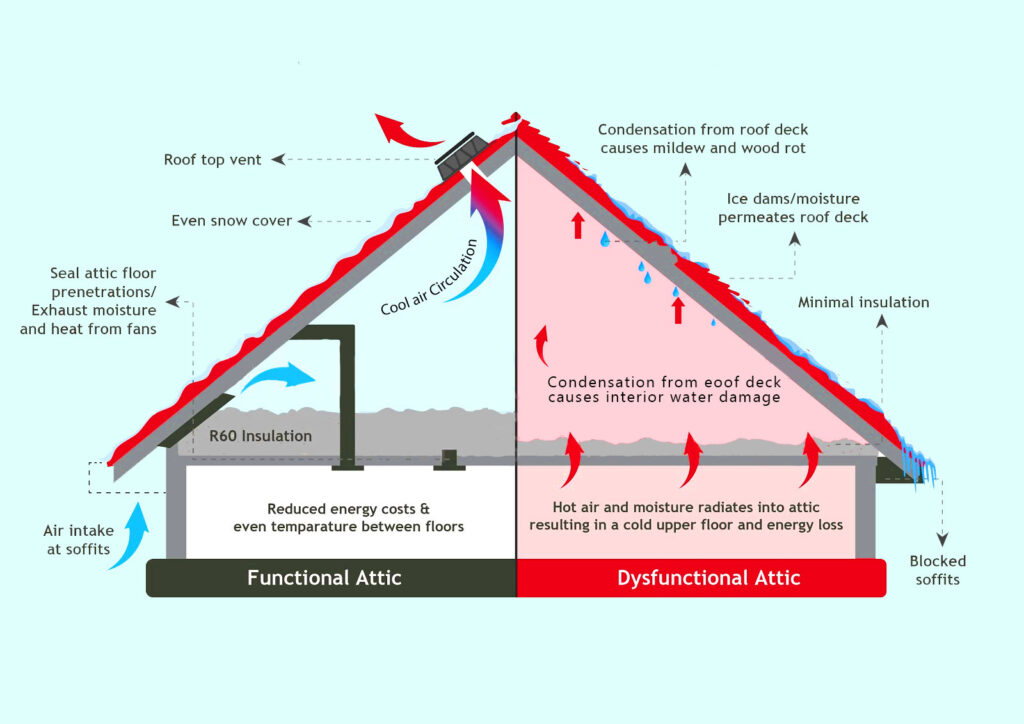 Roof top vent
Even snow cover
Seal attic floor
prenetrations/
Exhaust moisture
and heat from fans
Cool air Circulation
R60 Insulation
Air intake
at soffits
Reduced energy costs &
even temparature between floors
Functional Attic
Condensation from roof deck
causes mildew and wood rot
Ice dams/moisture
permeates roof deck
Minimal insulation
Condensation from eoof deck
causes interior water damage
Hot air and moisture radiates into attic
resulting in a cold upper floor and energy loss
Blocked
soffits
Dysfunctional Attic